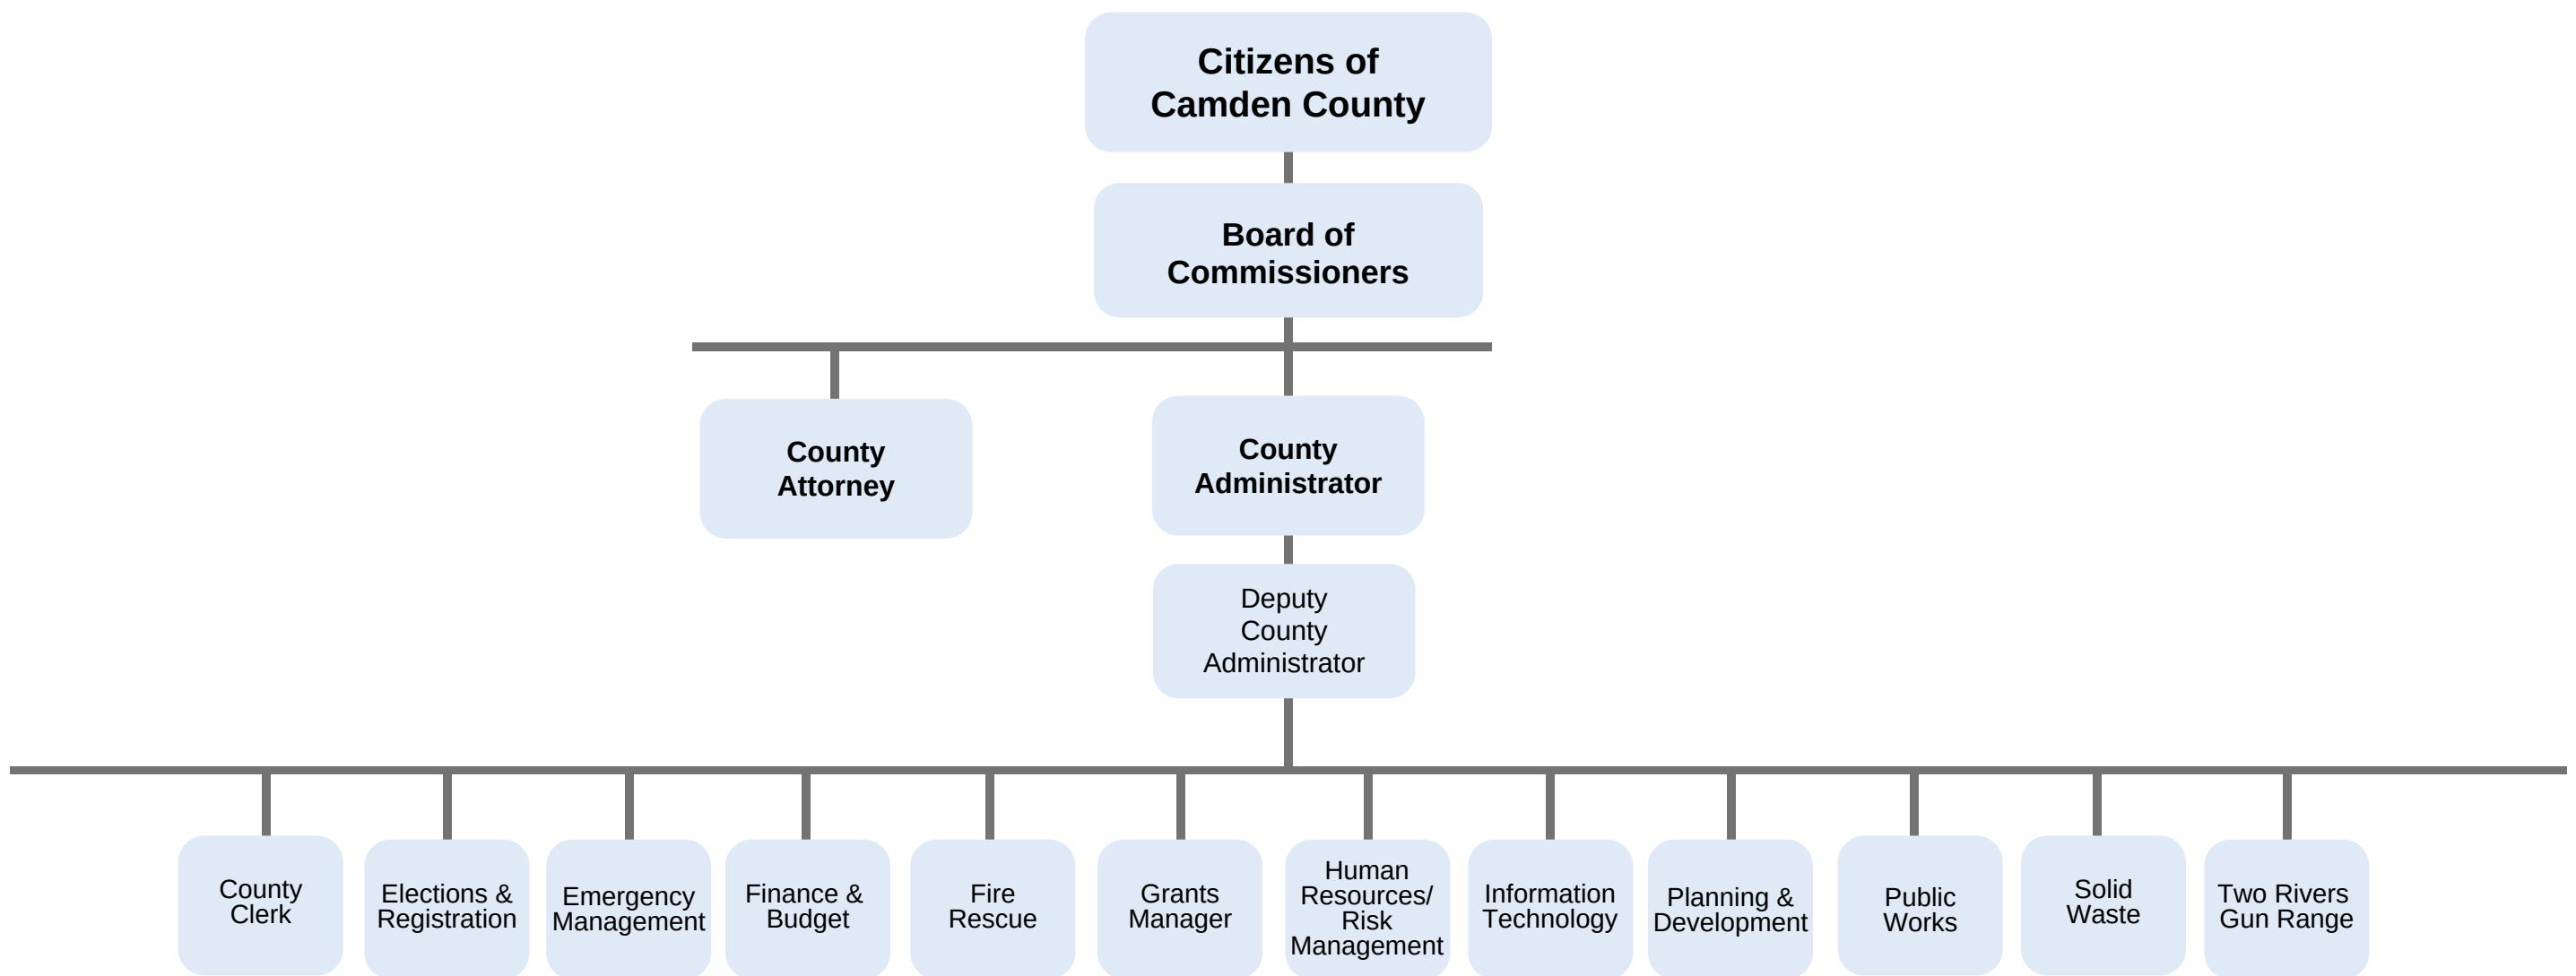 Citizens of
Camden County
Board of
Commissioners
County
Attorney
County
Administrator
Deputy
County
Administrator
County
Clerk
Elections &
Registration
Emergency
Management
Finance &
Budget
Fire
Rescue
Grants
Manager
Human
Resources/
Risk
Management
Information
Technology
Planning &
Development
Public
Works
Solid
Waste
Two Rivers
Gun Range